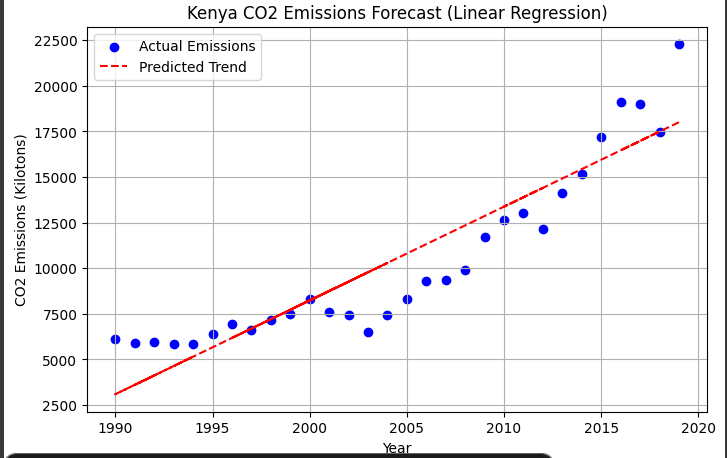 Kenya CO2 Emissions Forecast (Linear Regression)
Actual Emissions
Predicted Trend
CO2 Emissions (Kilotons)
22500
20000
17500
15000
12500
10000
7500
5000
2500
1990 1995 2000 2005 2010 2015 2020
Year